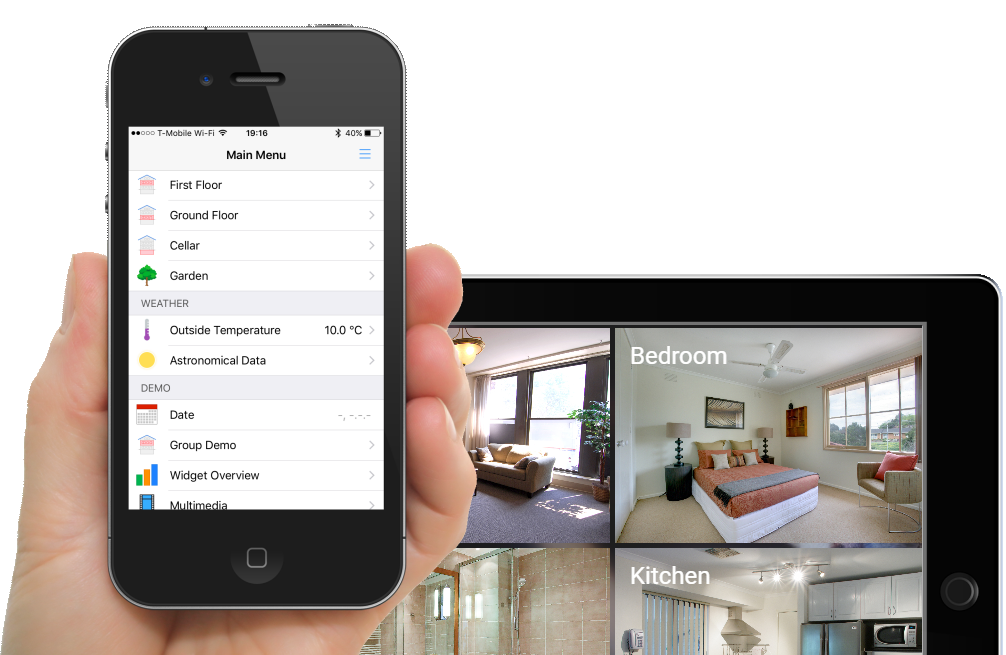 T-Mobile Wi-Fi 19:16 40%
Main Menu
First Floor
Ground Floor
Cellar
Garden
WEATHER
Outside Temperature 10.0 °C
Astronomical Data
DEMO
Date -, -.-.-
Group Demo
Widget Overview
Multimedia
Bedroom
Kitchen